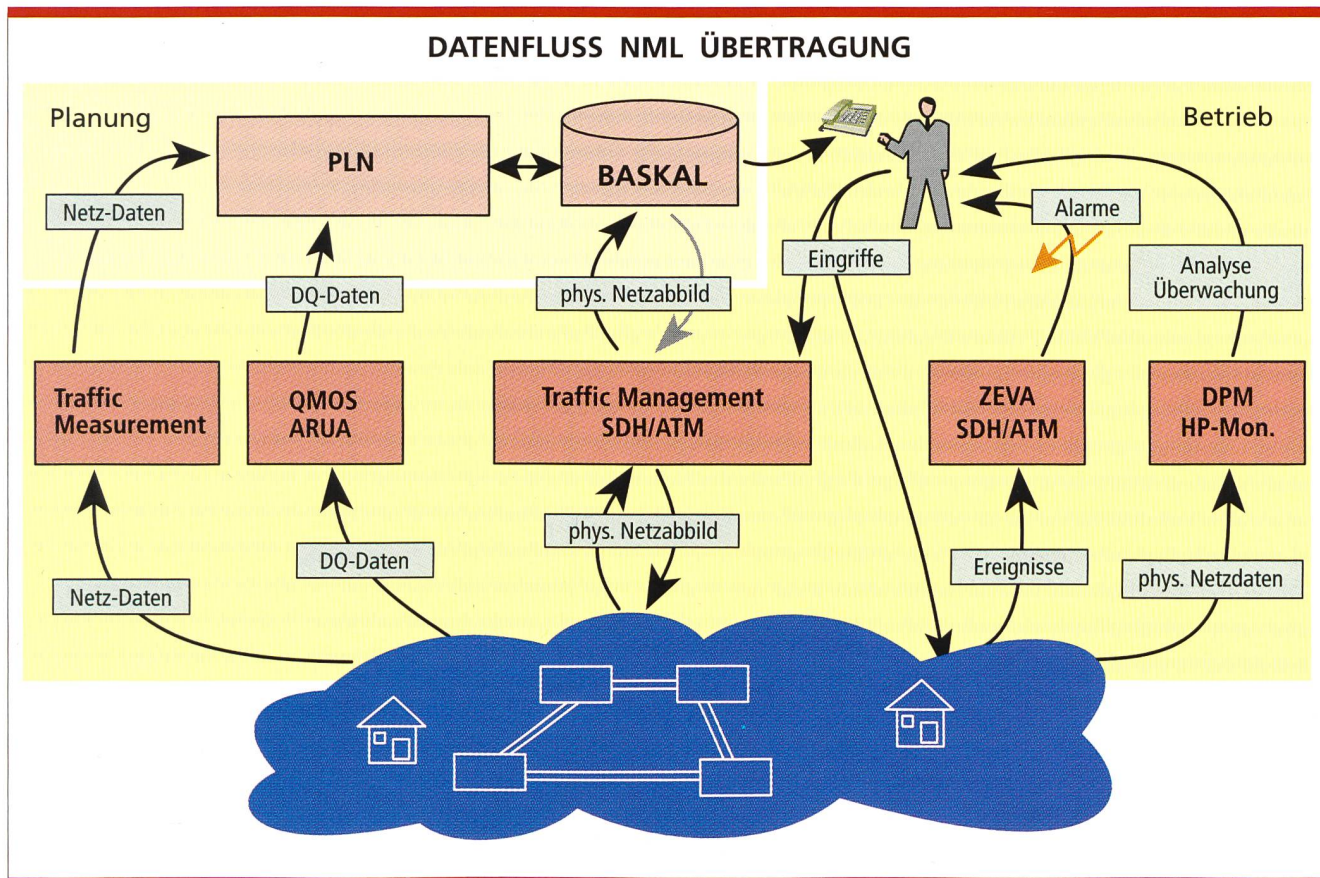 DATENFLUSS NML ÜBERTRAGUNG
Planung
Betrieb
PLN
BASKAL
Netz-Daten
Alarme
Eingriffe
Analyse
Überwachung
DQ-Daten
phys. Netzabbild
Traffic
Measurement
QMOS
ARUA
Traffic Management
SDH/ATM
ZEVA
SDH/ATM
DPM
HP-Mon.
phys. Netzabbild
DQ-Daten
Ereignisse
phys. Netzdaten
Netz-Daten